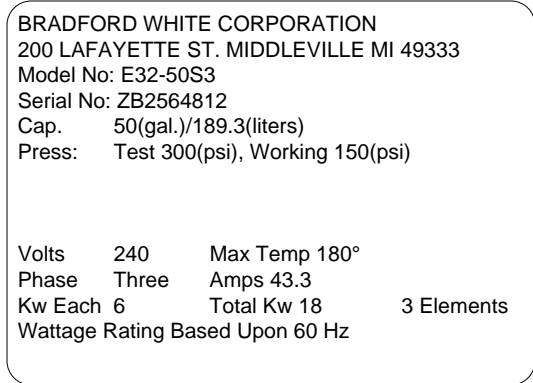 BRADFORD WHITE CORPORATION
200 LAFAYETTE ST. MIDDLEVILLE MI 49333
Model No: E32-50S3
Serial No: ZB2564812
Cap. 50(gal.)/189.3(liters)
Press: Test 300(psi), Working 150(psi)
Volts 240 Max Temp 180°
Phase Three Amps 43.3
Kw Each 6 Total Kw 18 3 Elements
Wattage Rating Based Upon 60 Hz